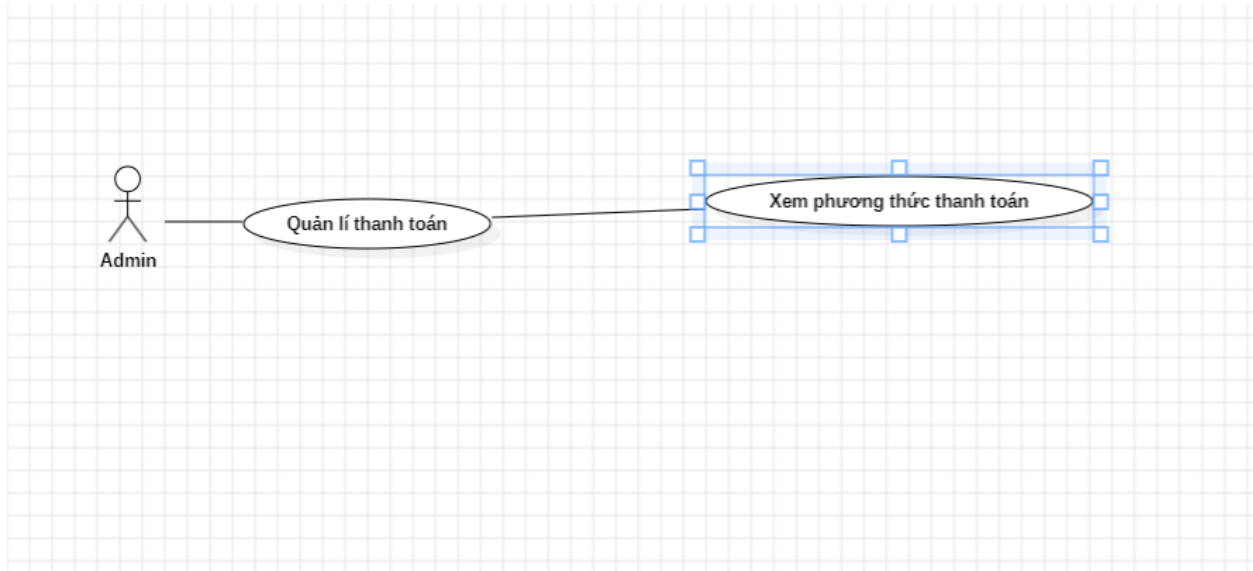 Quản lí thanh toán
Xem phương thức thanh toán
Admin